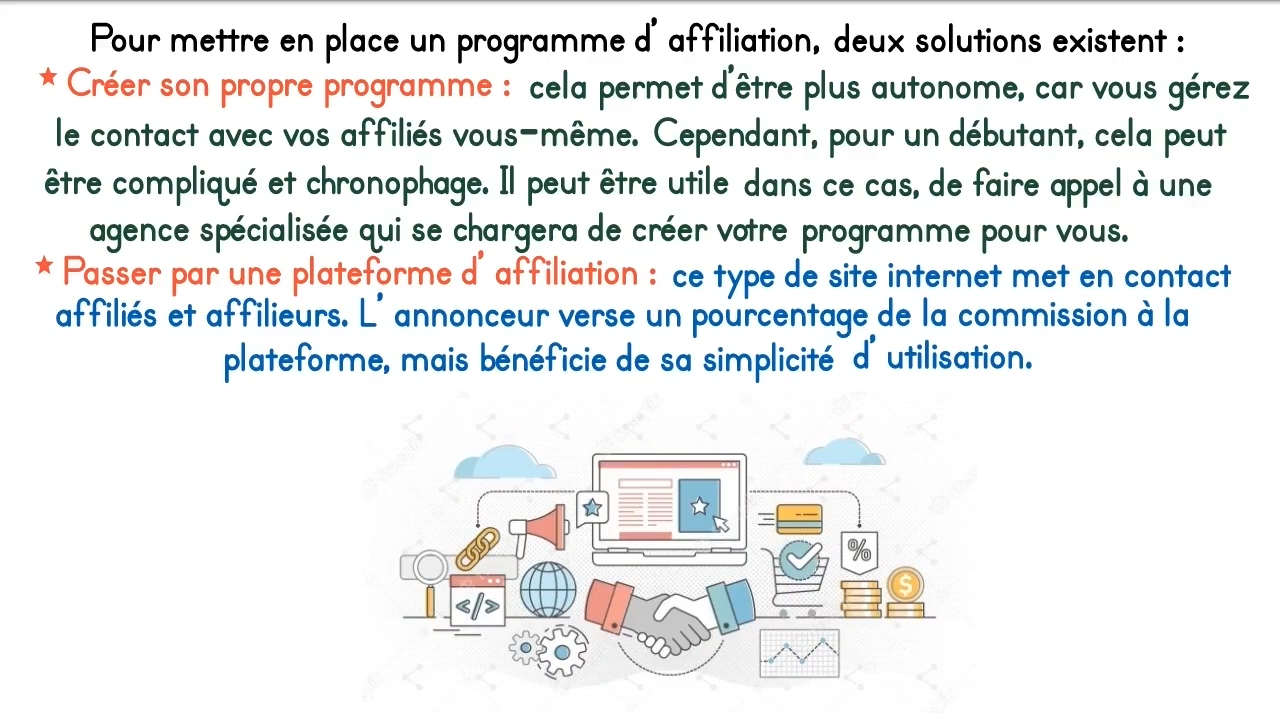 Pour mettre en place un programme d' affiliation, deux solutions existent :
* Créer son propre programme : cela permet d'être plus autonome, car vous gérez
le contact avec vos affiliés vous-même. Cependant, pour un débutant, cela peut
être compliqué et chronophage. Il peut être utile dans ce cas, de faire appel à une
agence spécialisée qui se chargera de créer votre programme pour vous.
* Passer par une plateforme d' affiliation : ce type de site internet met en contact
affiliés et affilieurs. L' annonceur verse un pourcentage de la commission à la
plateforme, mais bénéficie de sa simplicité d' utilisation.
%
</>
$